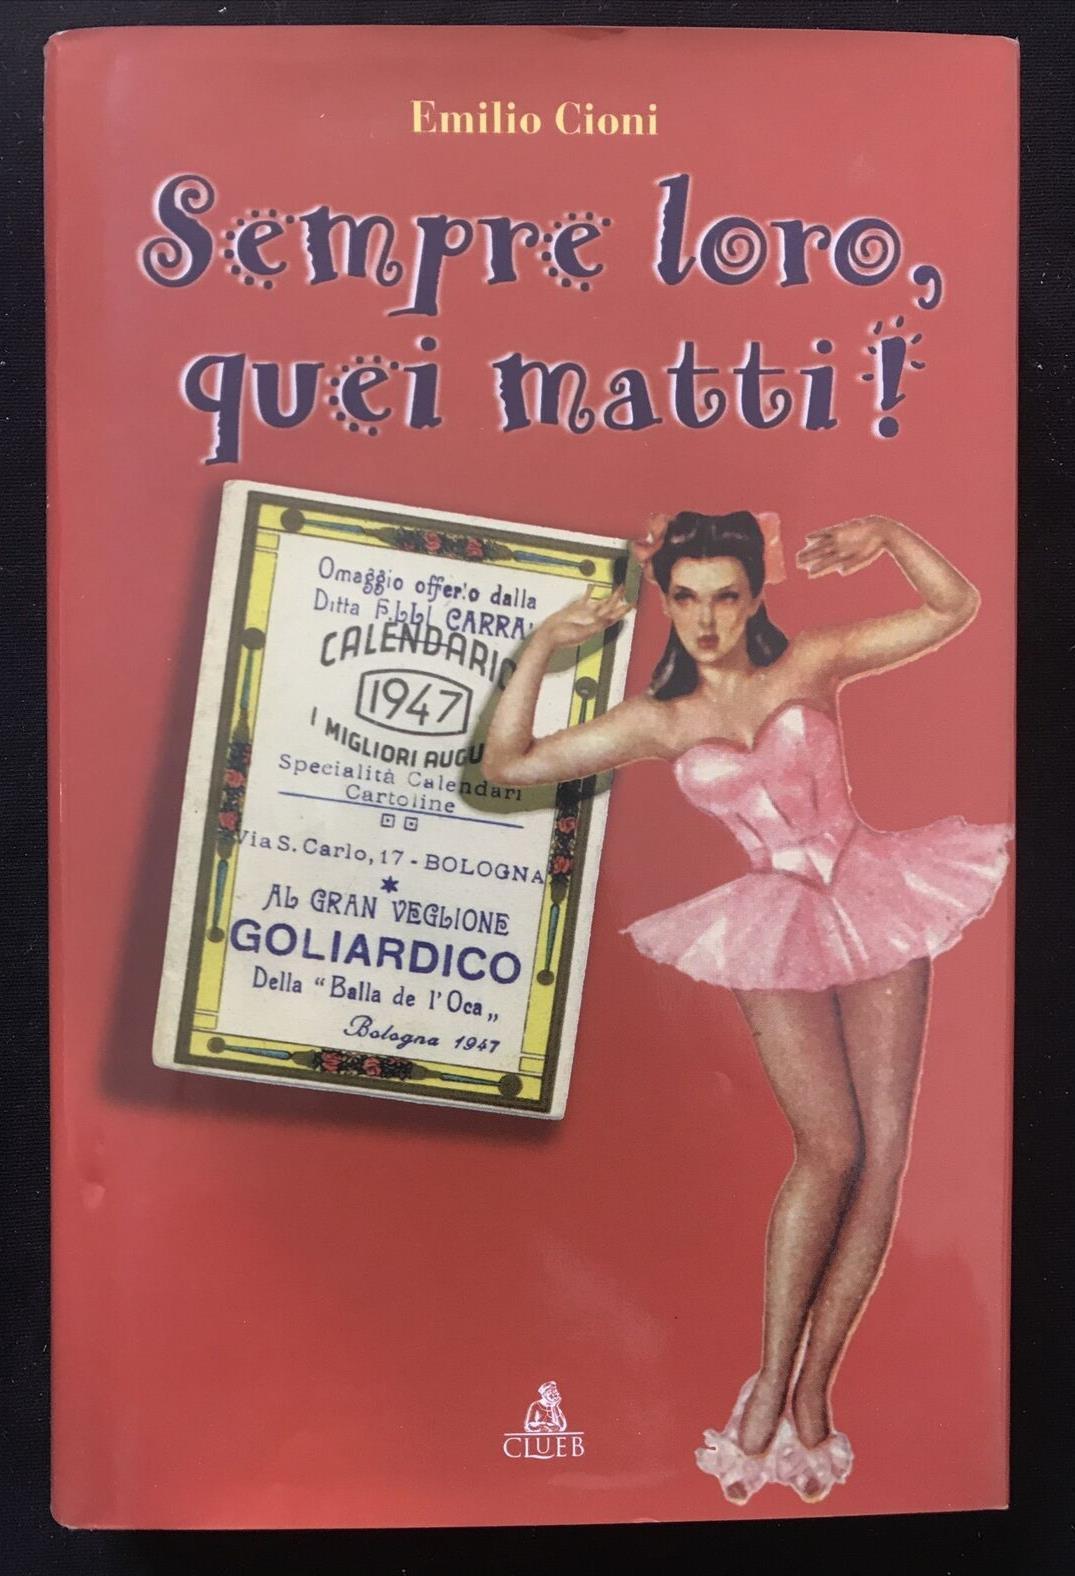 Emilio Cioni
Sempre loro,
quei matti!
Omaggio offerto dalla
Ditta F.LLI CARRA'
CALENDARIO
1947
I MIGLIORI AUGU
Specialità Calendari
Cartoline
Via S. Carlo, 17 - BOLOGNA
AL GRAN VEGLIONE
GOLIARDICO
Della "Balla de l'Oca"
Bologna 1947
CLUEB